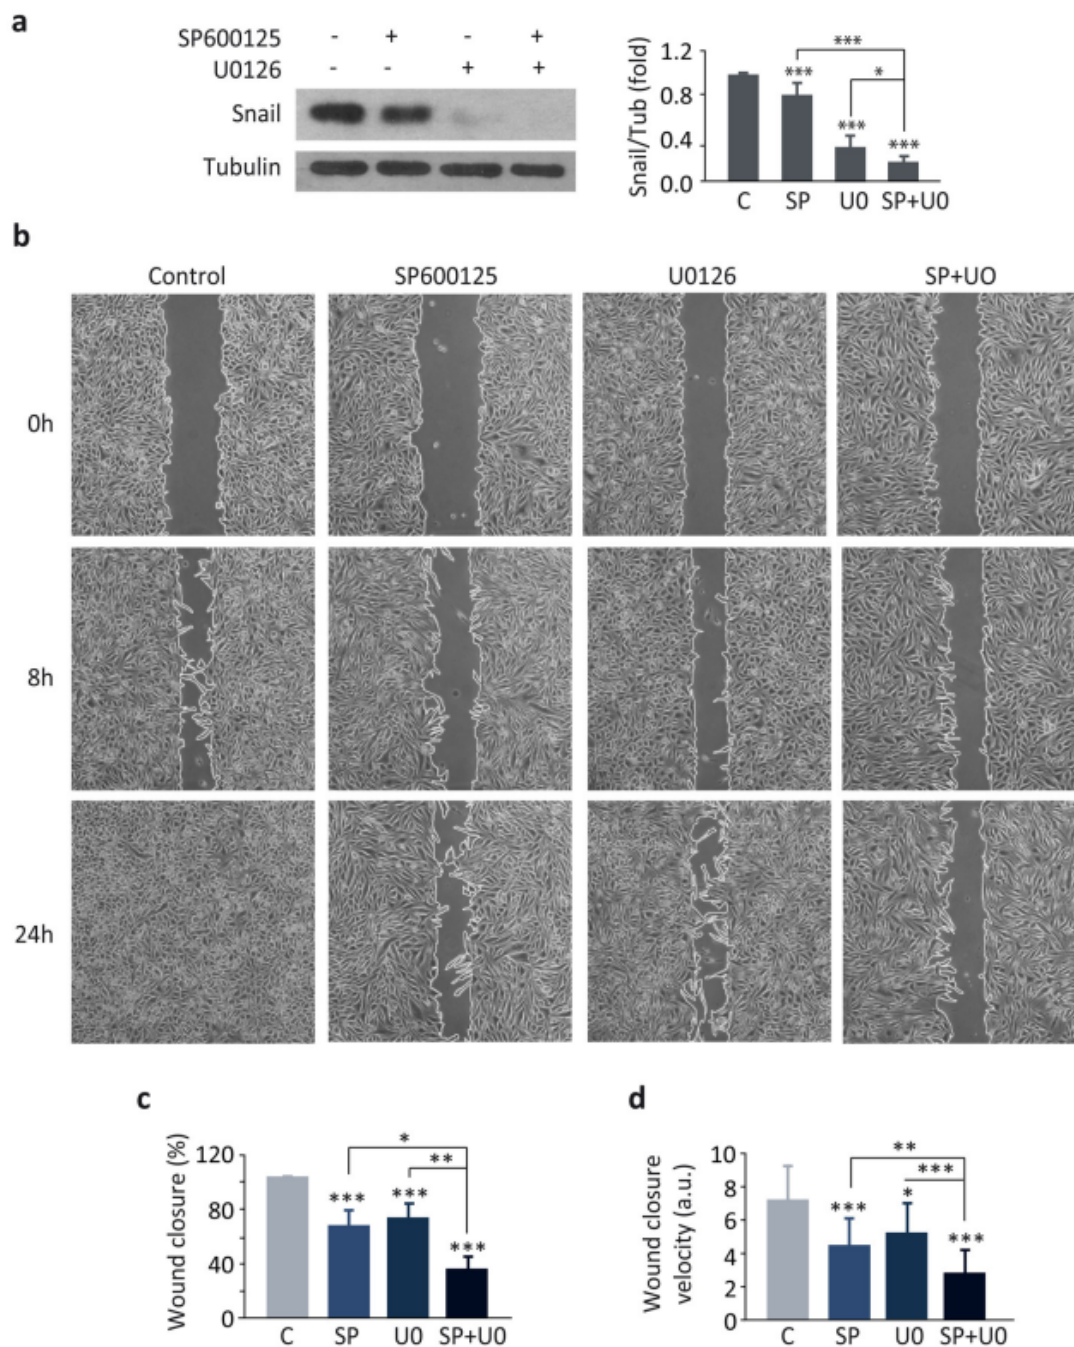 a
SP600125 - + - +
U0126 - - + +
Snail
Tubulin
Snail/Tub (fold)
1.2
0.8
0.4
0.0
***
*
***
***
***
C SP U0 SP+U0
b
Control SP600125 U0126 SP+UO
0h
8h
24h
c
Wound closure (%)
120
80
40
0
*
**
***
***
***
C SP U0 SP+U0
d
Wound closure
velocity (a.u.)
10
8
6
4
2
0
**
***
***
*
***
C SP U0 SP+U0